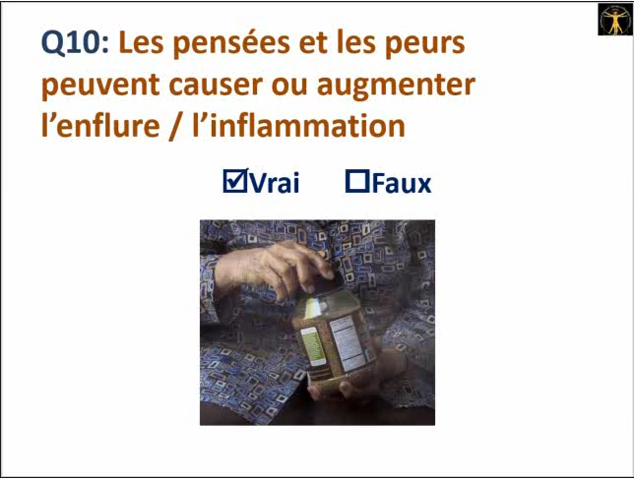 Q10: Les pensées et les peurs
peuvent causer ou augmenter
l’enflure / l’inflammation
☑Vrai ☐Faux